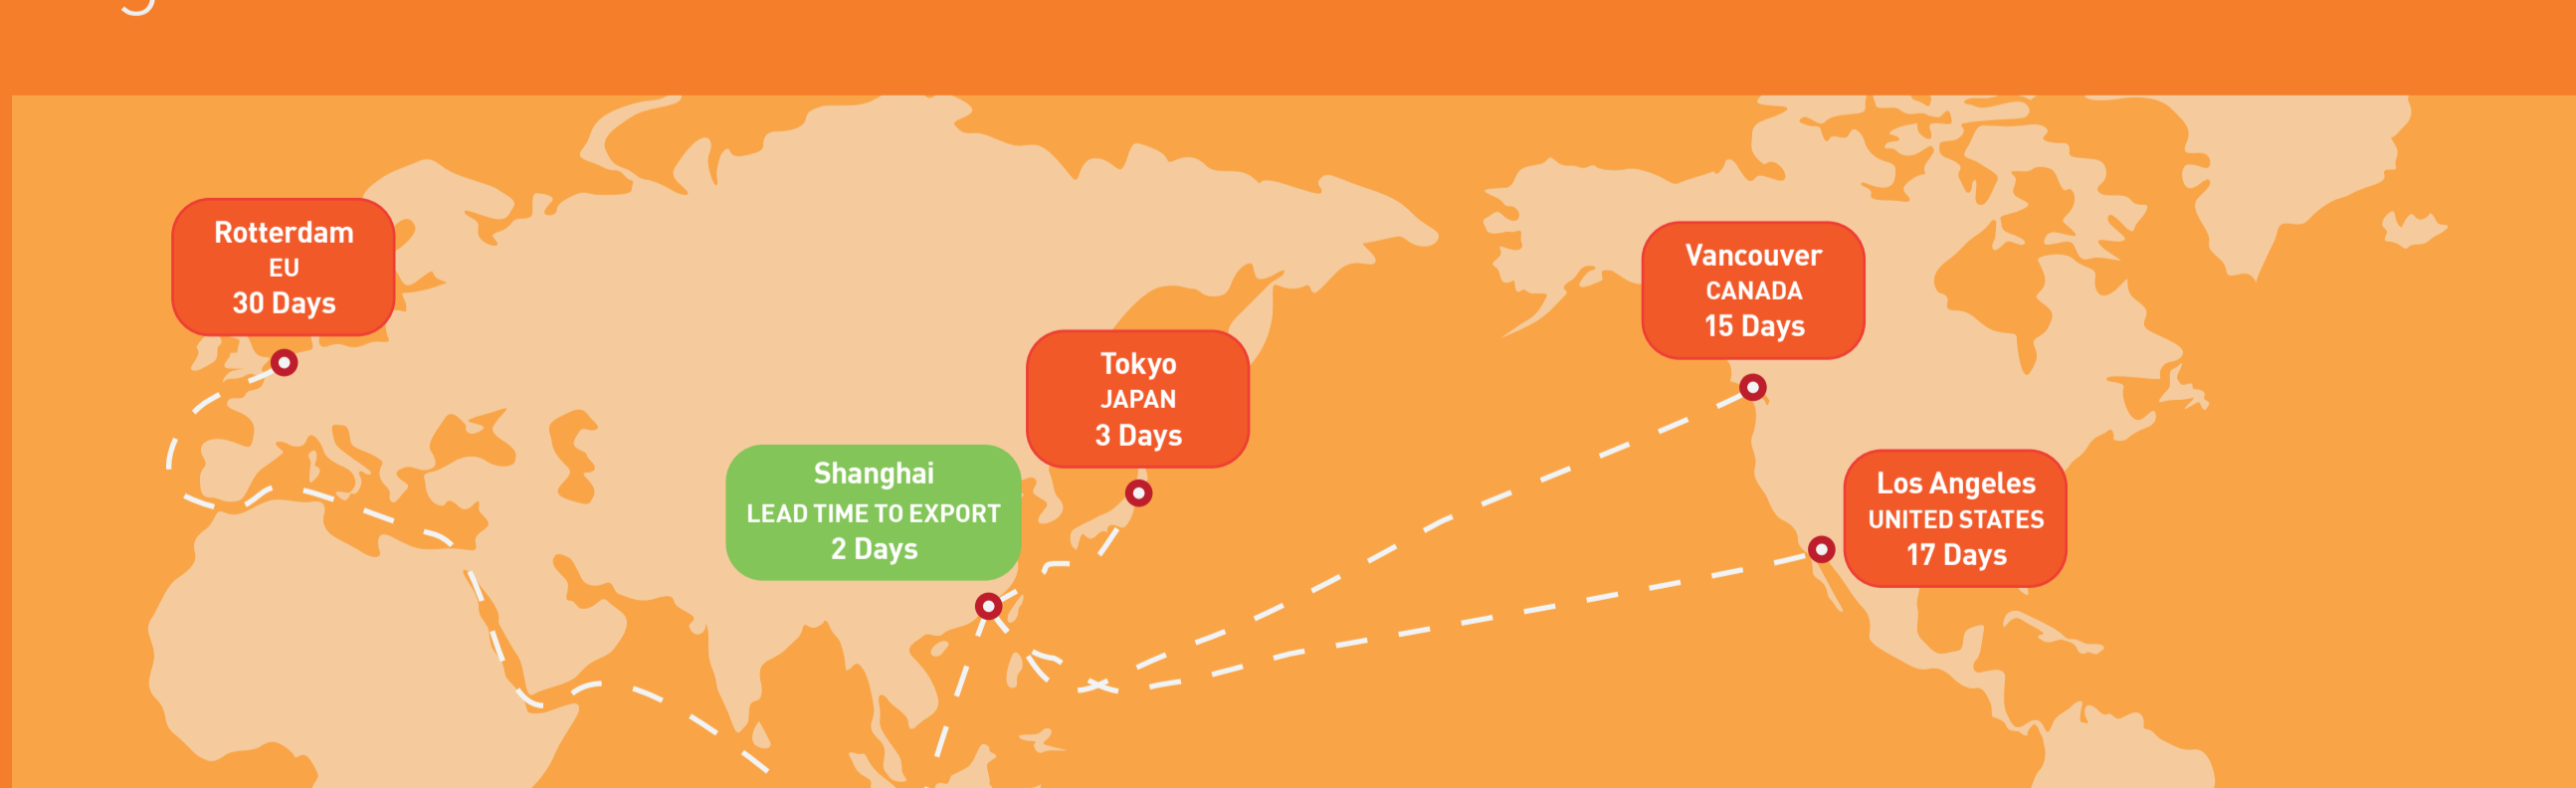 Rotterdam
EU
30 Days
Vancouver
CANADA
15 Days
Tokyo
JAPAN
3 Days
Shanghai
LEAD TIME TO EXPORT
2 Days
Los Angeles
UNITED STATES
17 Days